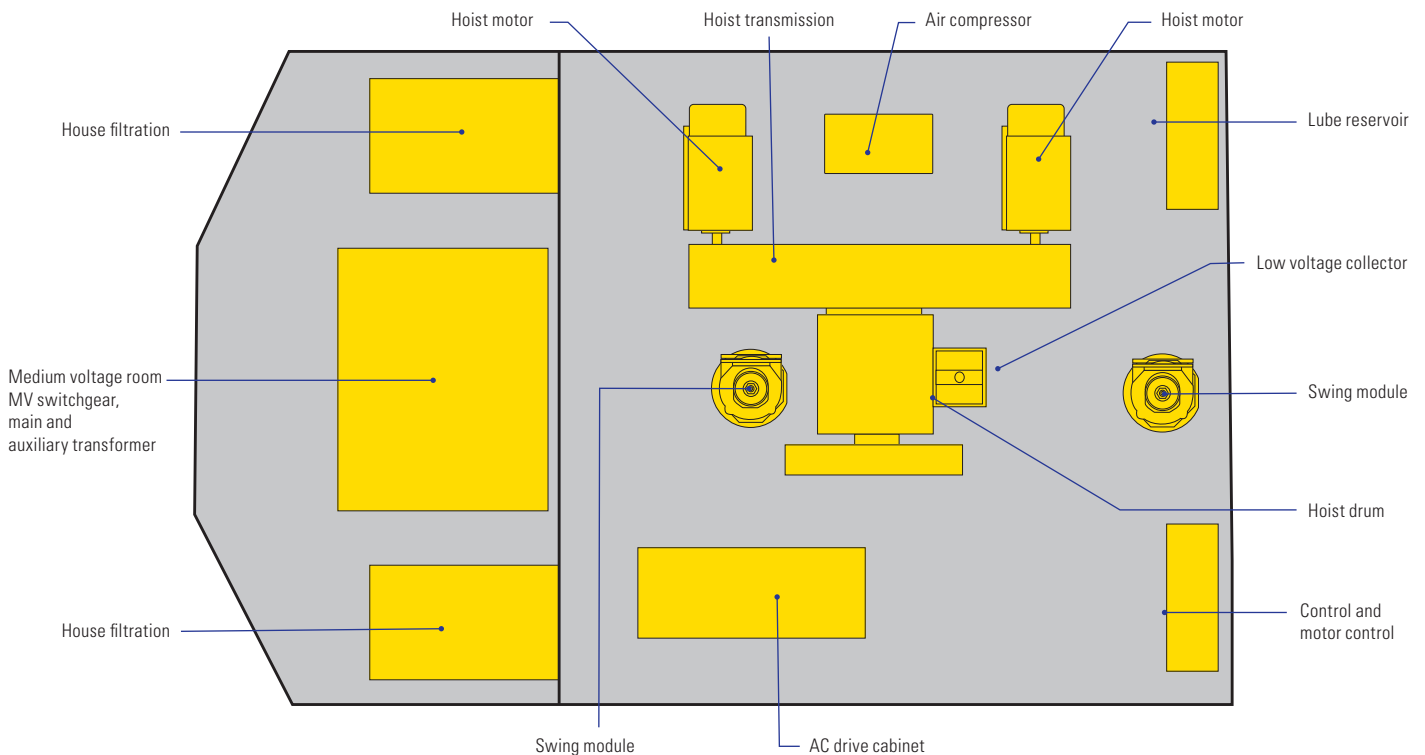 Hoist motor
Hoist transmission
Air compressor
Hoist motor
House filtration
Lube reservoir
Low voltage collector
Medium voltage room
MV switchgear,
main and
auxiliary transformer
Swing module
Hoist drum
House filtration
Control and
motor control
Swing module
AC drive cabinet